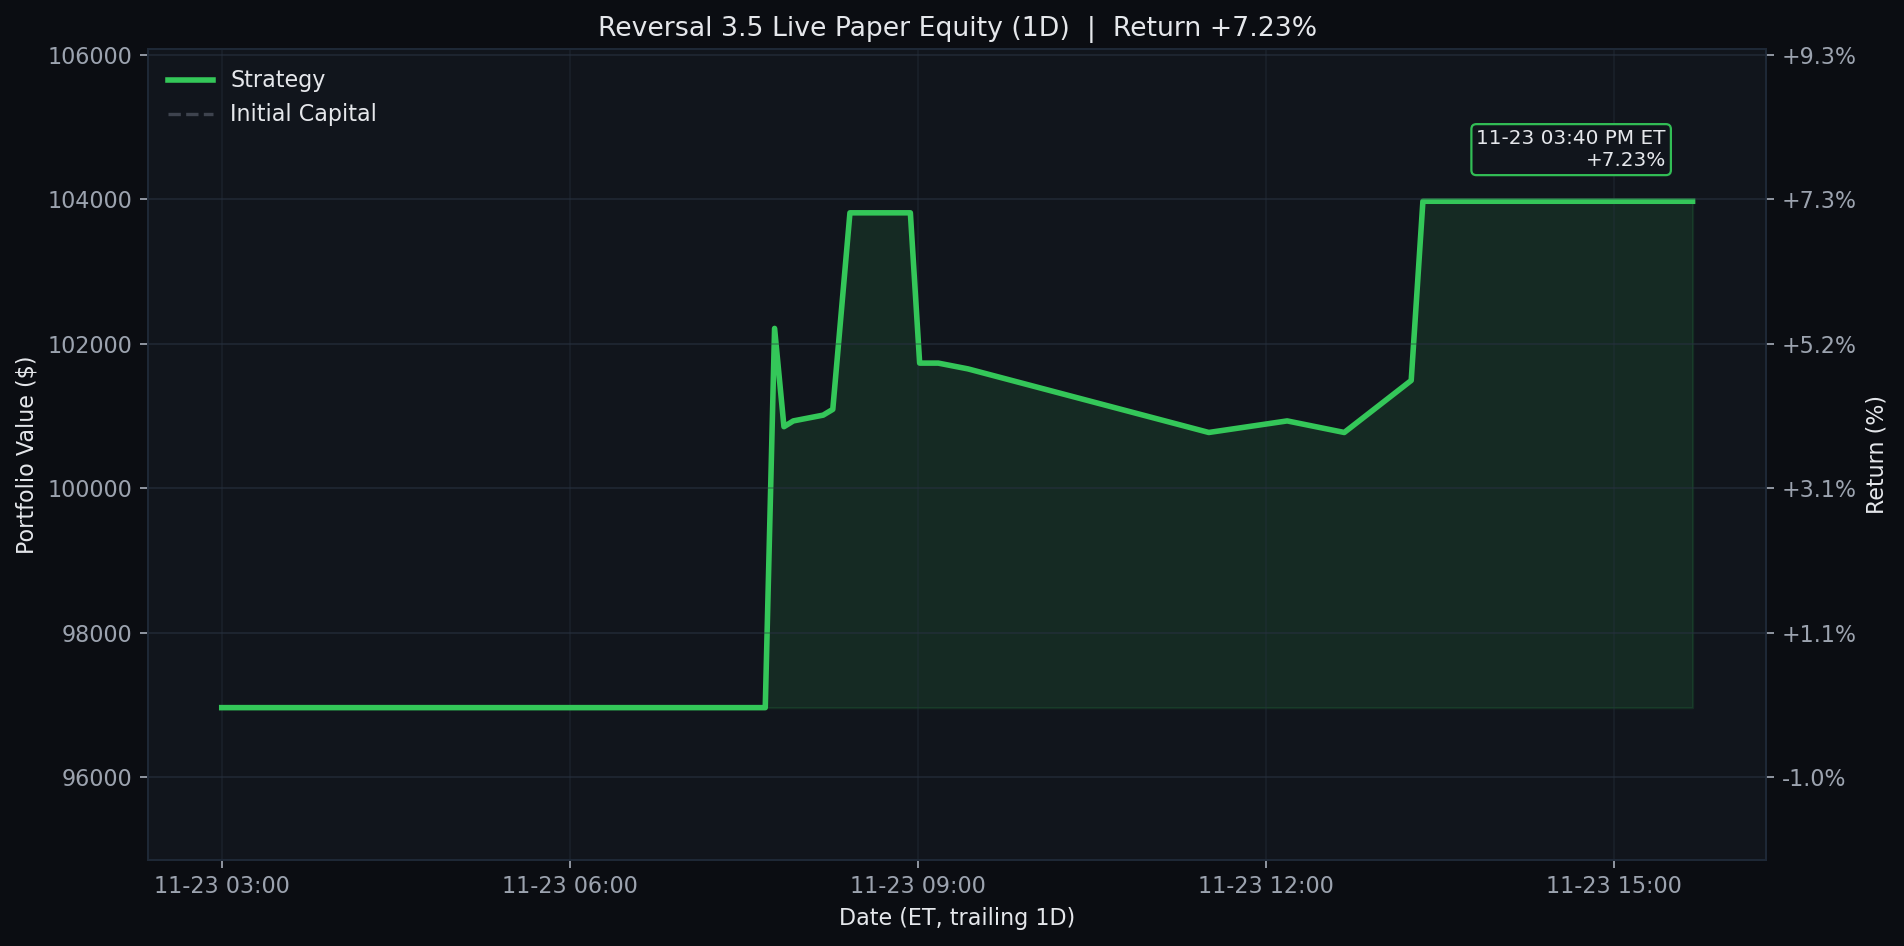 Reversal 3.5 Live Paper Equity (1D) | Return +7.23%
Strategy
Initial Capital
11-23 03:40 PM ET
+7.23%
Portfolio Value ($)
106000
104000
102000
100000
98000
96000
+9.3%
+7.3%
+5.2%
+3.1%
+1.1%
-1.0%
Return (%)
11-23 03:00
11-23 06:00
11-23 09:00
11-23 12:00
11-23 15:00
Date (ET, trailing 1D)